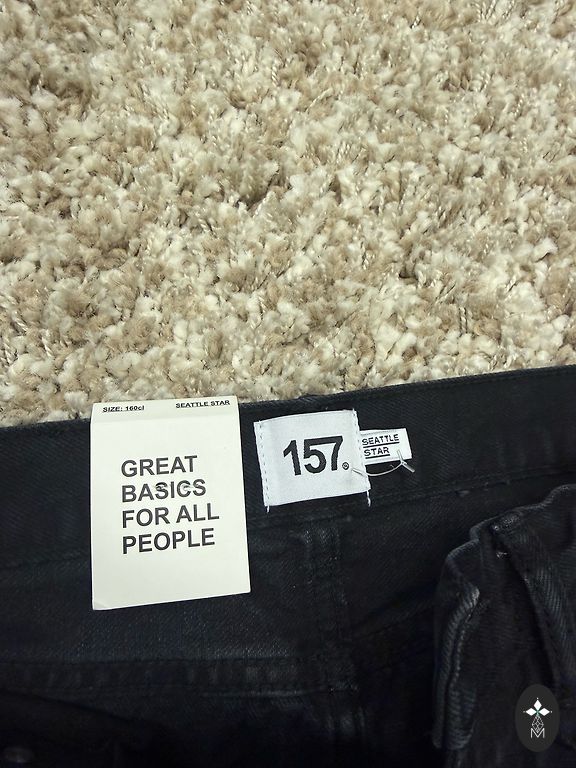 SIZE: 160cl SEATTLE STAR
GREAT
BASICS
FOR ALL
PEOPLE
157®
SEATTLE
STAR
M